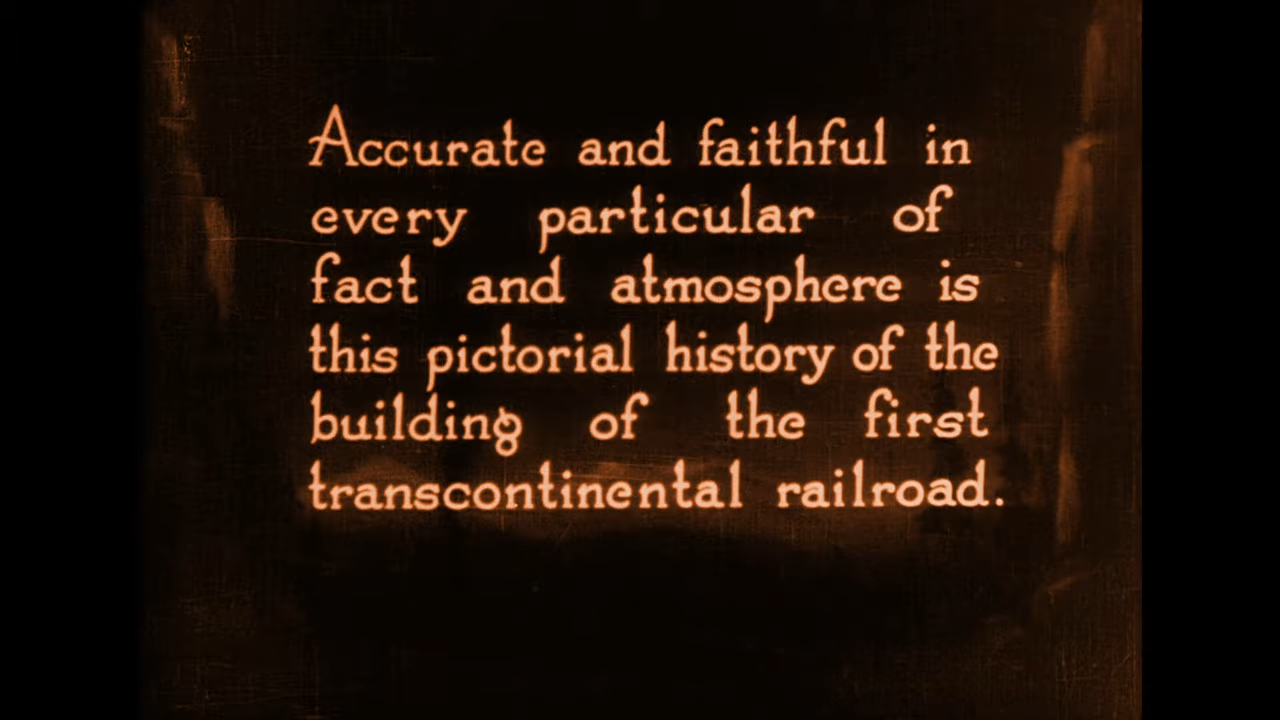 Accurate and faithful in
every particular of
fact and atmosphere is
this pictorial history of the
building of the first
transcontinental railroad.